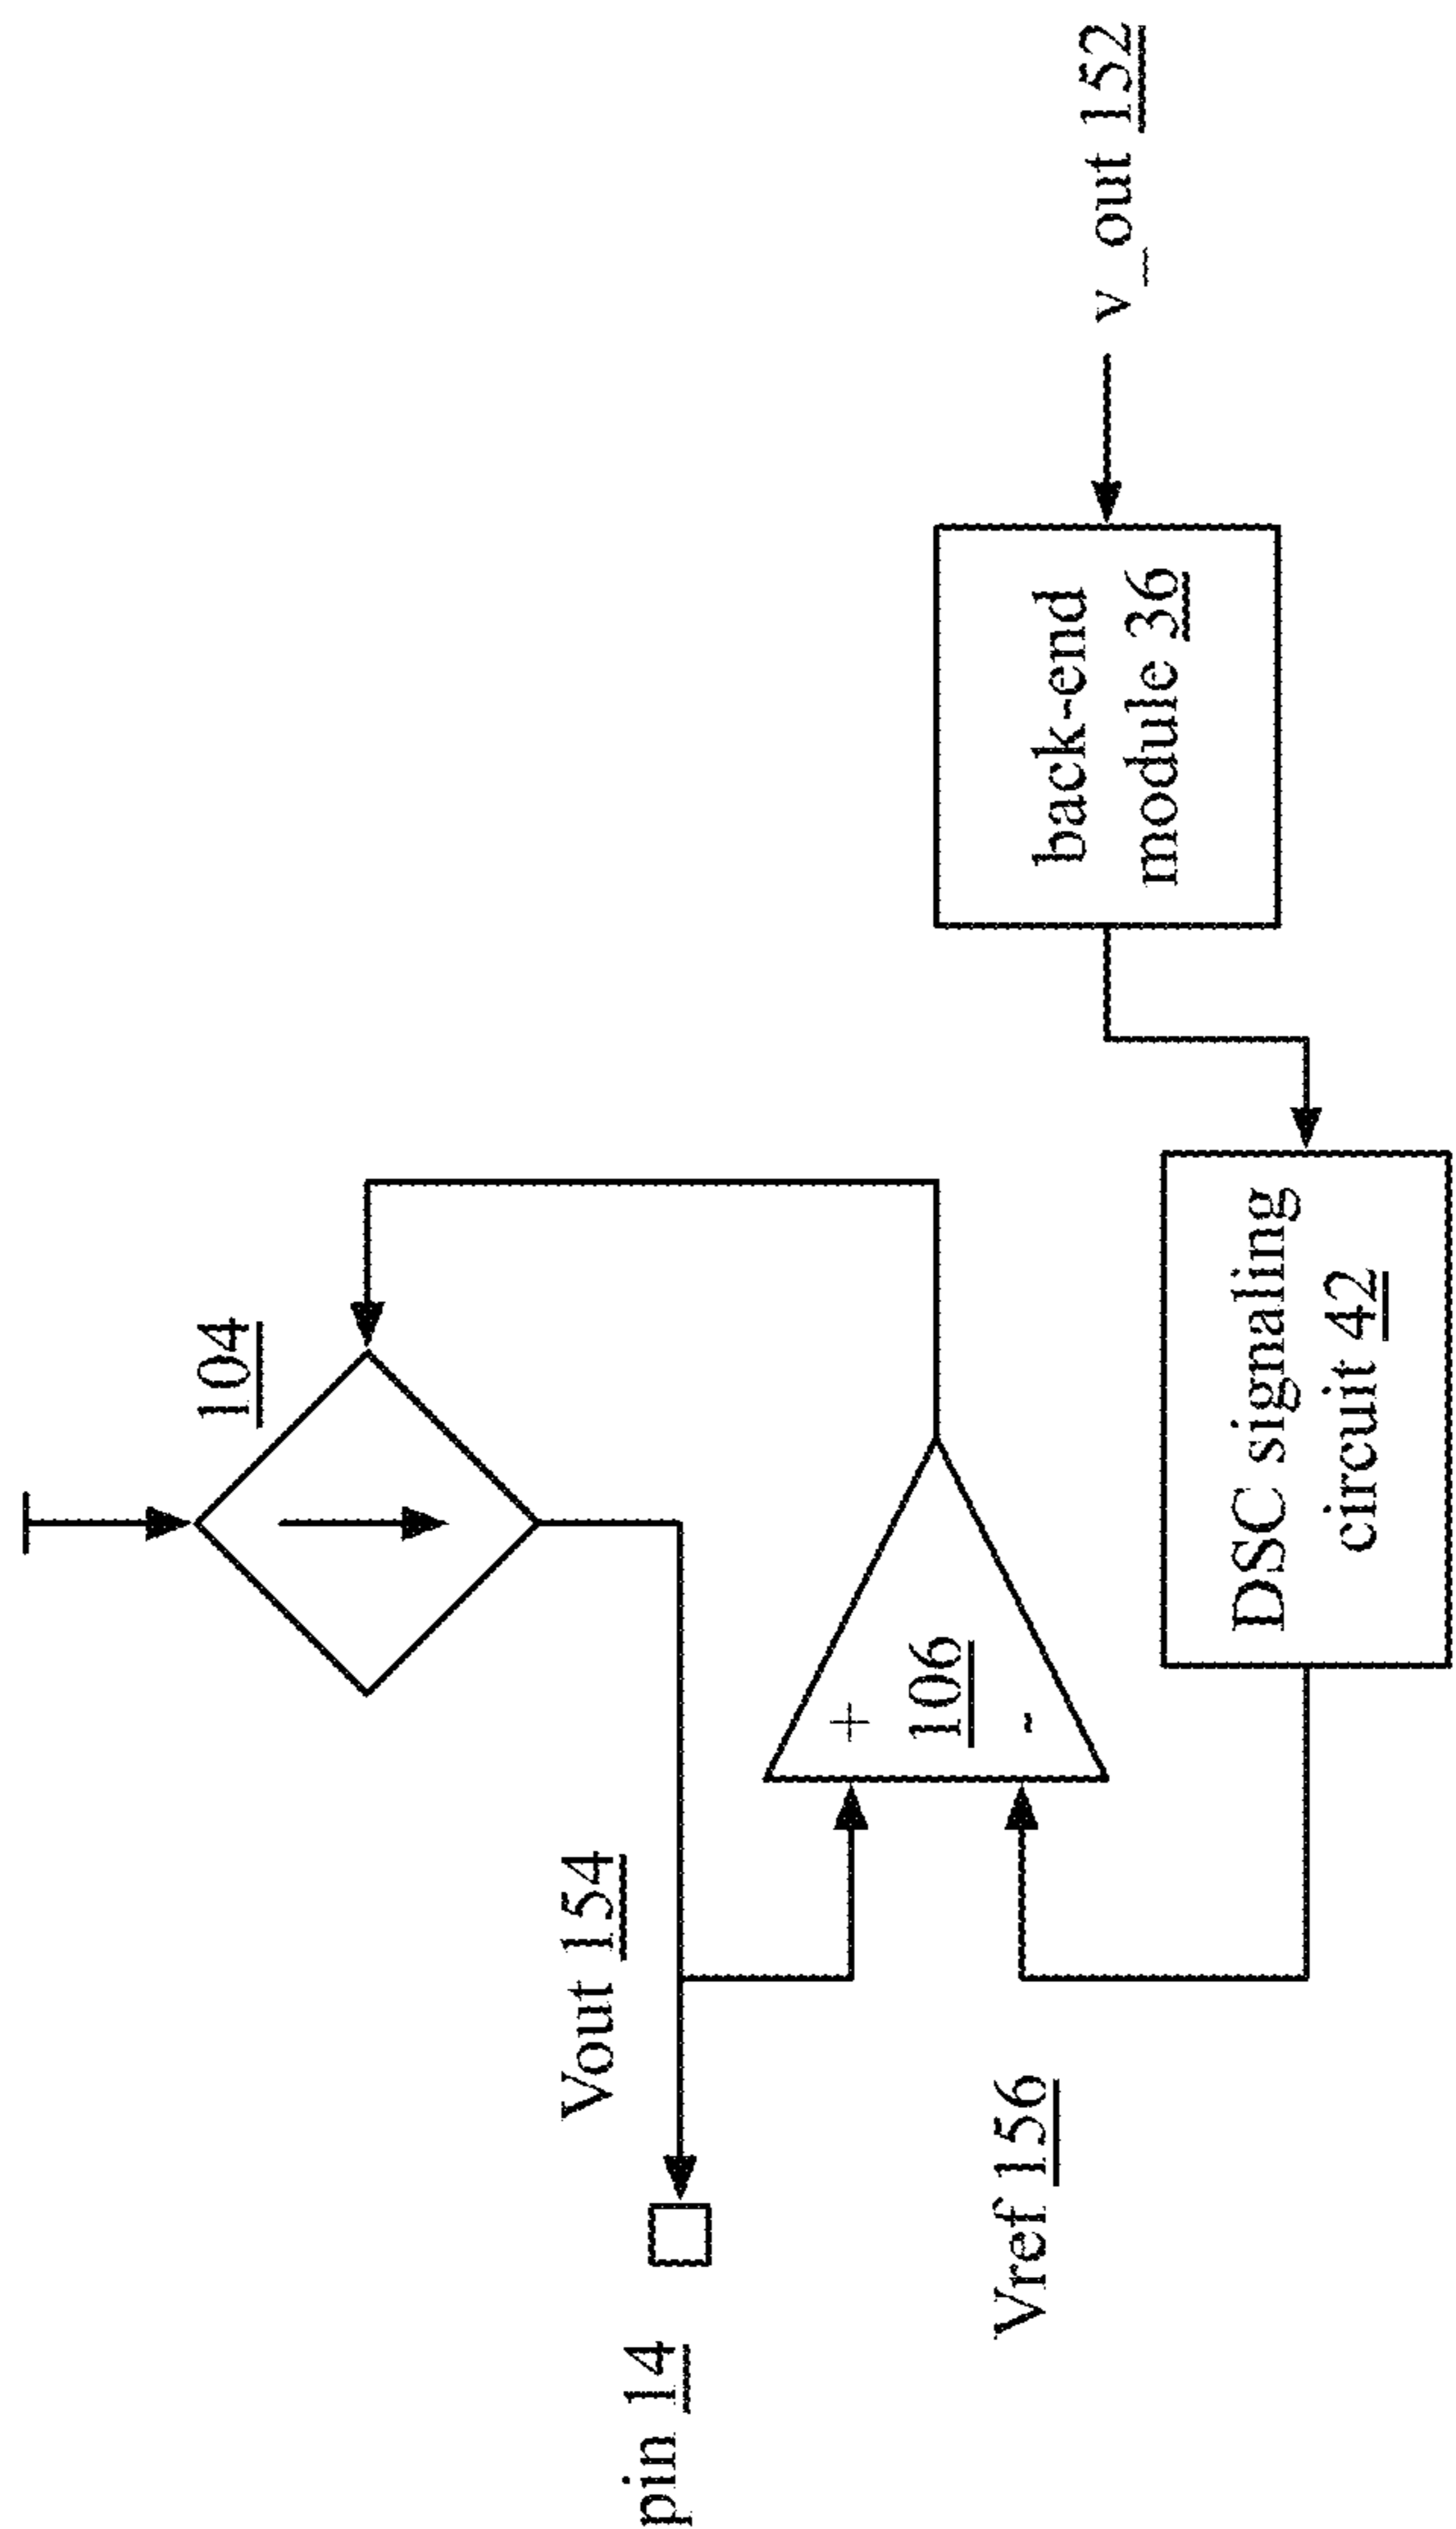 104
Vout 154
pin 14
+
106
-
Vref 156
back-end
module 36
v_out 152
DSC signaling
circuit 42